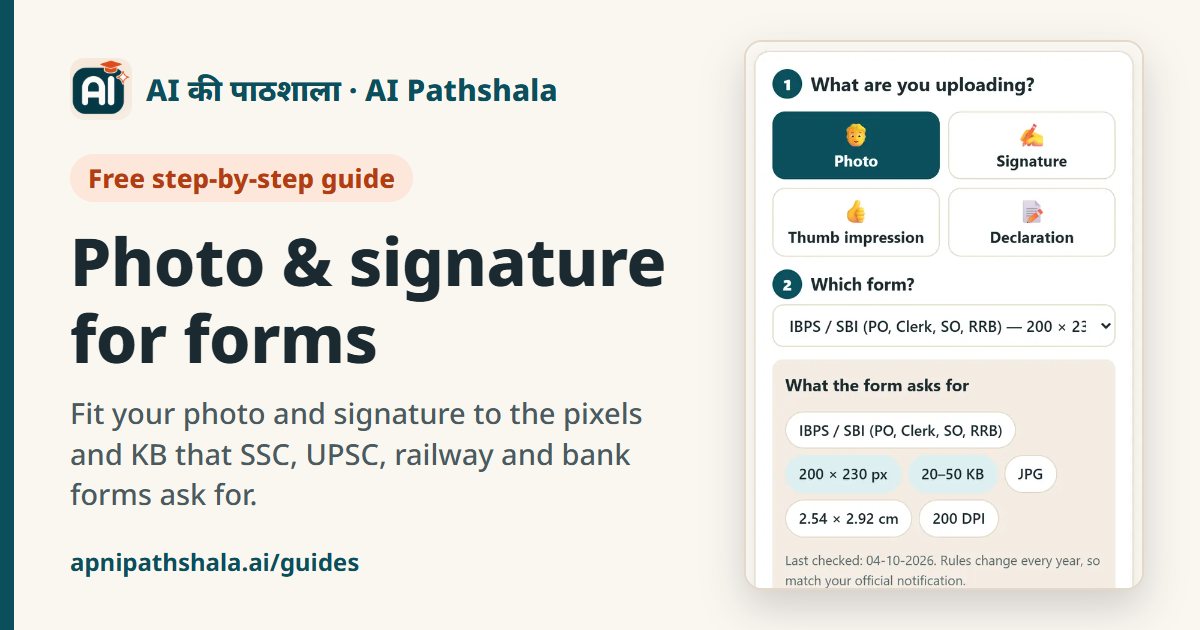 AI
AI की पाठशाला · AI Pathshala
Free step-by-step guide
Photo & signature
for forms
Fit your photo and signature to the pixels
and KB that SSC, UPSC, railway and bank
forms ask for.
apnipathshala.ai/guides
1 What are you uploading?
Photo
Signature
Thumb impression
Declaration
2 Which form?
IBPS / SBI (PO, Clerk, SO, RRB) — 200 × 23
What the form asks for
IBPS / SBI (PO, Clerk, SO, RRB)
200 × 230 px 20–50 KB JPG
2.54 × 2.92 cm 200 DPI
Last checked: 04-10-2026. Rules change every year, so
match your official notification.